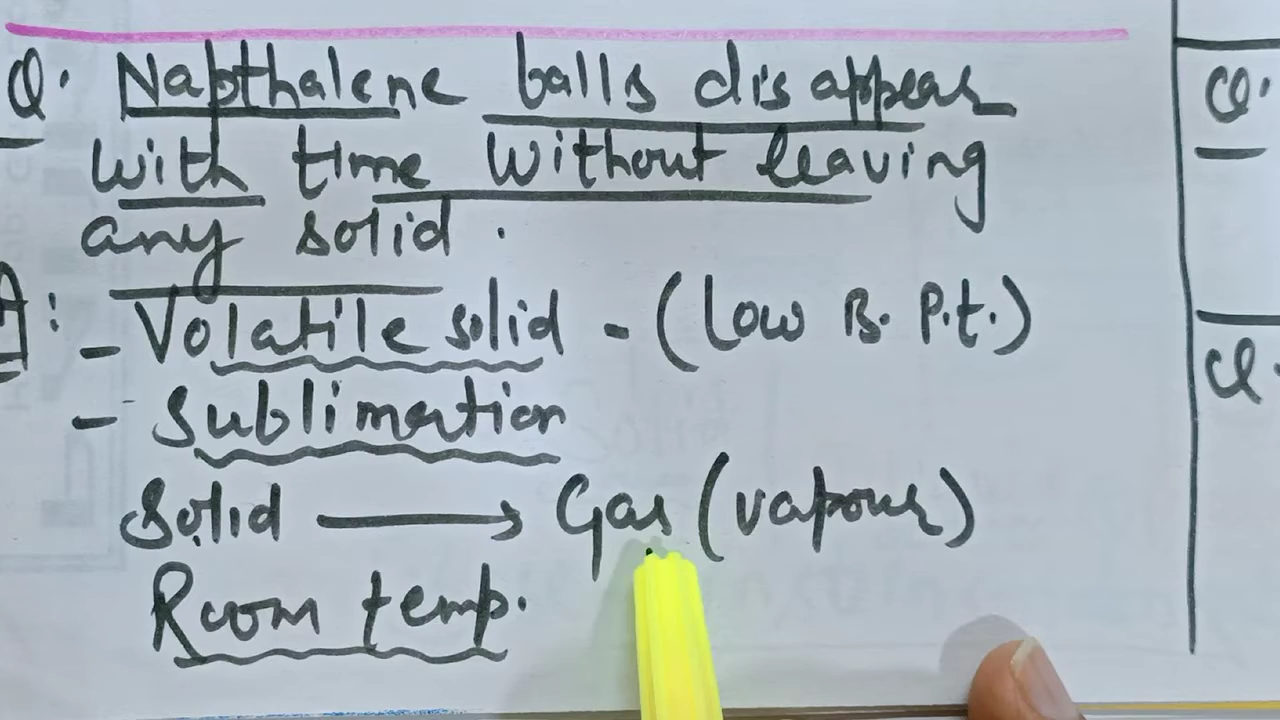 Q. Napthalene balls disappear
with time without leaving
any solid.
A: - Volatile solid - (low B. P.t.)
- Sublimation
Solid → Gas (vapour)
Room temp.
Q.
Q.